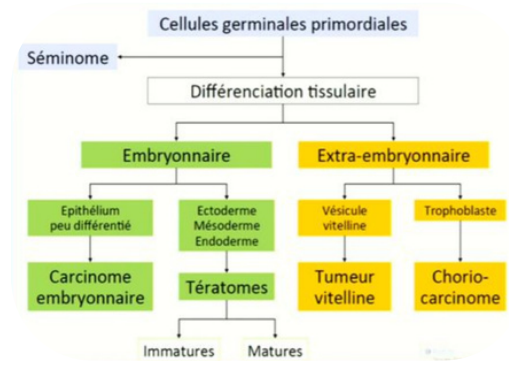 Cellules germinales primordiales
Séminome
Différenciation tissulaire
Embryonnaire
Extra-embryonnaire
Epithélium
peu différentié
Ectoderme
Mésoderme
Endoderme
Vésicule
vitelline
Trophoblaste
Carcinome
embryonnaire
Tératomes
Tumeur
vitelline
Chorio-
carcinome
Immatures
Matures